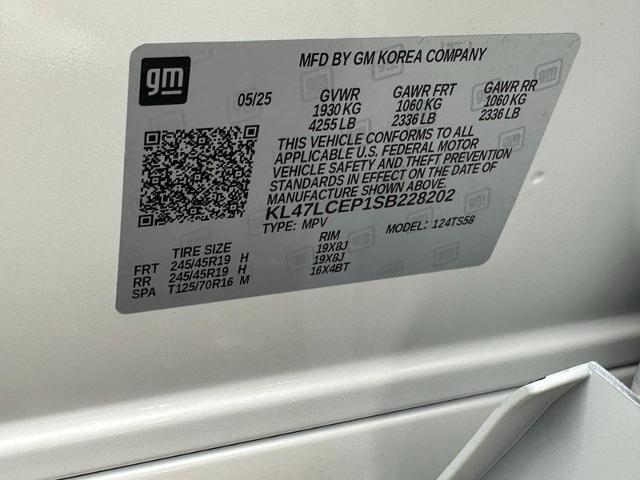 gm
MFD BY GM KOREA COMPANY
05/25
GVWR GAWR FRT GAWR RR
1930 KG 1060 KG 1060 KG
4255 LB 2336 LB 2336 LB
THIS VEHICLE CONFORMS TO ALL
APPLICABLE U.S. FEDERAL MOTOR
VEHICLE SAFETY AND THEFT PREVENTION
STANDARDS IN EFFECT ON THE DATE OF
MANUFACTURE SHOWN ABOVE.
KL47LCEP1SB228202
TYPE: MPV MODEL: 124TS58
TIRE SIZE RIM
FRT 245/45R19 H 19X8J
RR 245/45R19 H 19X8J
SPA T125/70R16 M 16X4BT